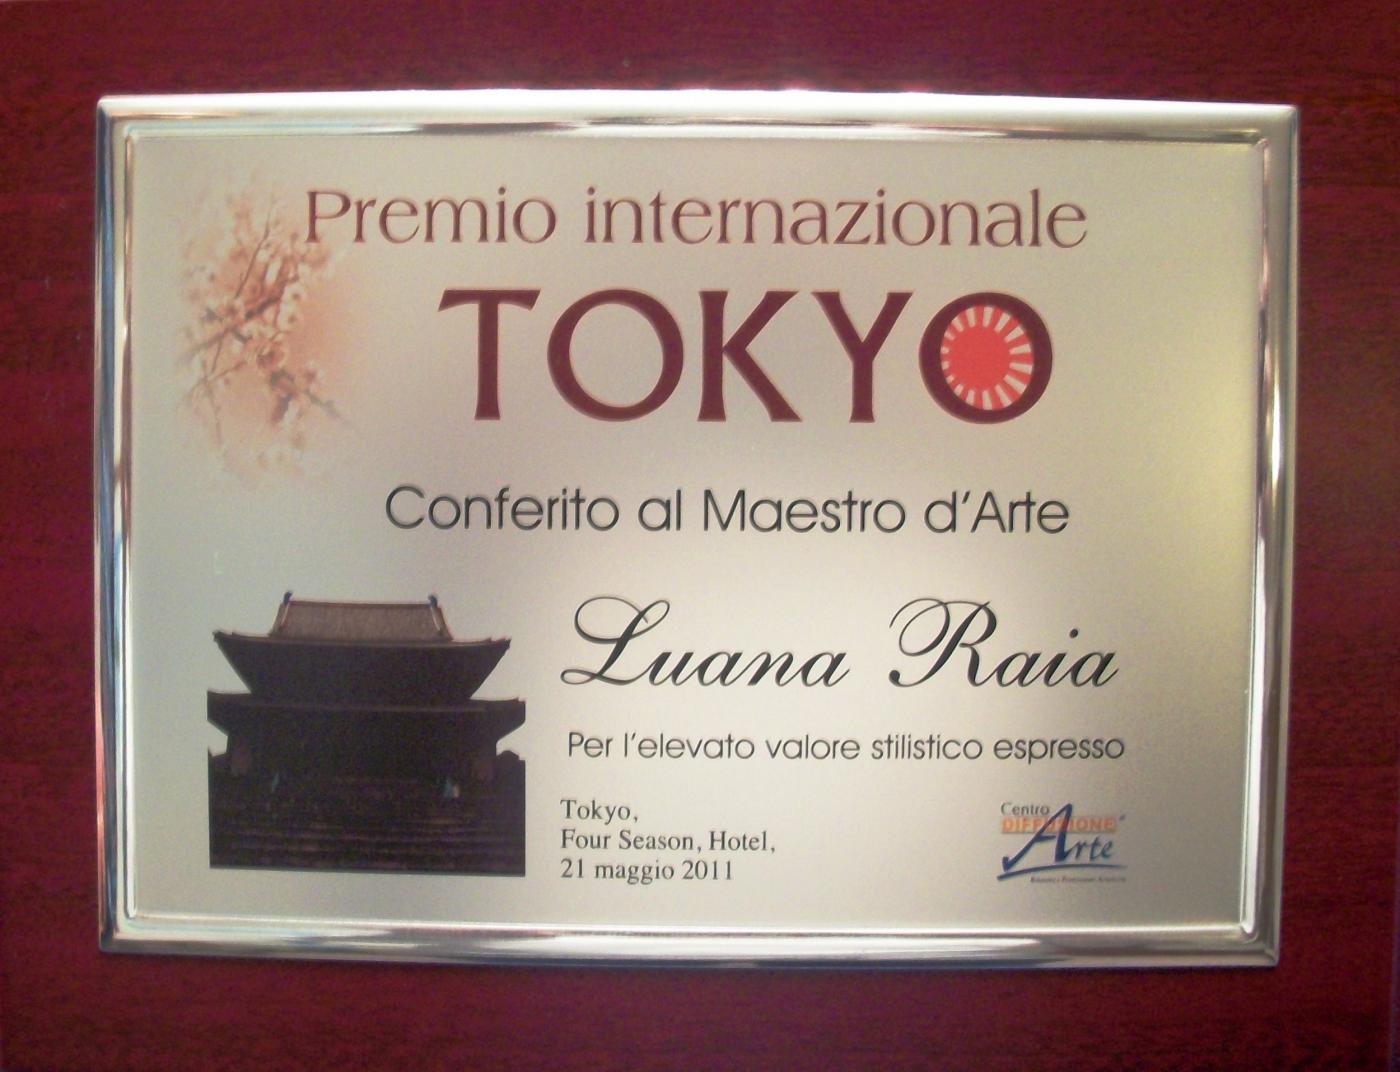 Premio internazionale
TOKYO
Conferito al Maestro d'Arte
Luana Raia
Per l'elevato valore stilistico espresso
Tokyo,
Four Season, Hotel,
21 maggio 2011
Centro
DIFFUSIONE
Arte